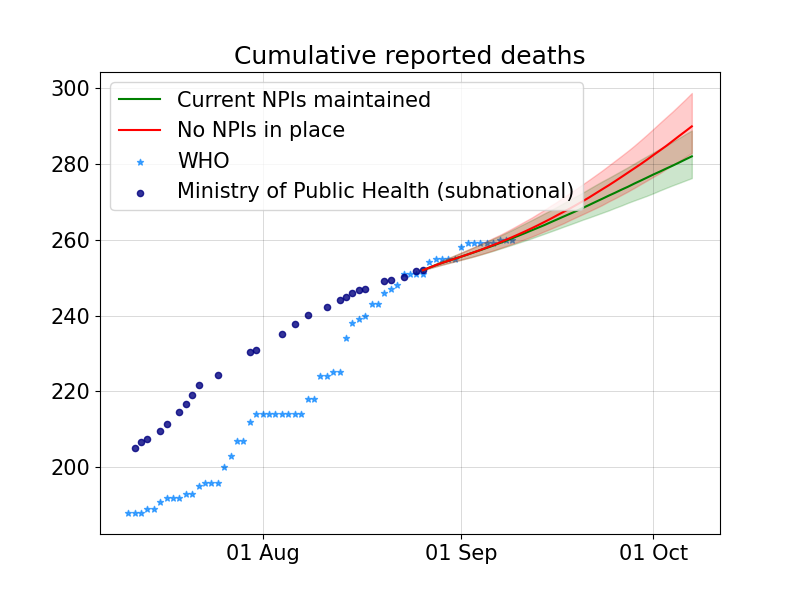 Cumulative reported deaths
300
280
260
240
220
200
Current NPIs maintained
No NPIs in place
WHO
Ministry of Public Health (subnational)
01 Aug
01 Sep
01 Oct